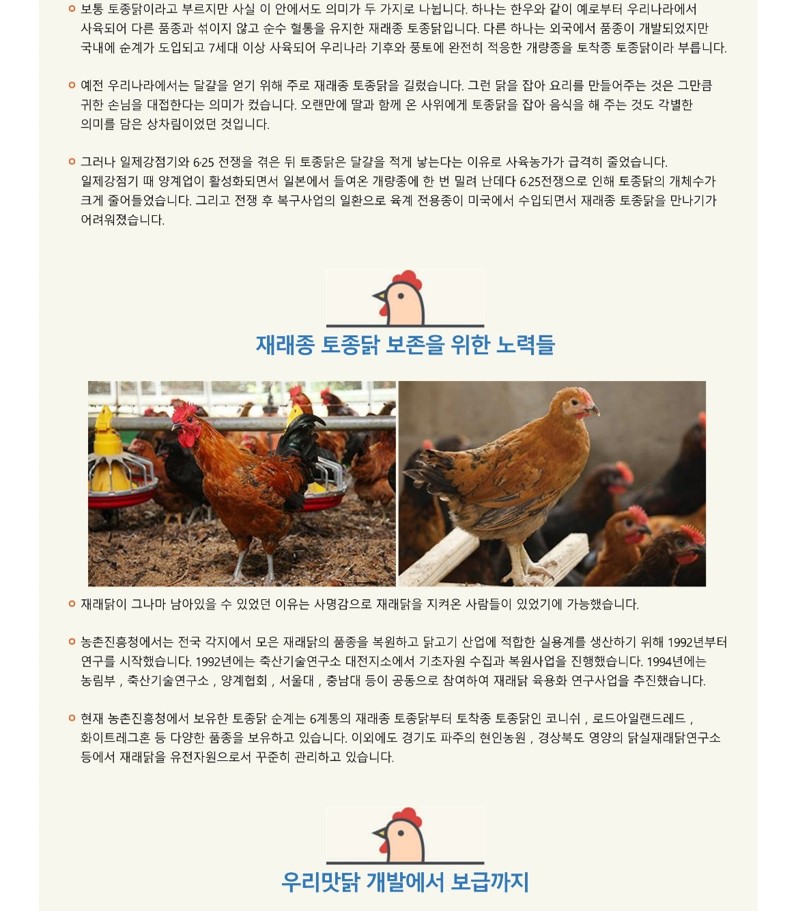 보통 토종닭이라고 부르지만 사실 이 안에서도 의미가 두 가지로 나뉩니다. 하나는 한우와 같이 예로부터 우리나라에서
사육되어 다른 품종과 섞이지 않고 순수 혈통을 유지한 재래종 토종닭입니다. 다른 하나는 외국에서 품종이 개발되었지만
국내에 순계가 도입되고 7세대 이상 사육되어 우리나라 기후와 풍토에 완전히 적응한 개량종을 토착종 토종닭이라 부릅니다.
예전 우리나라에서는 달걀을 얻기 위해 주로 재래종 토종닭을 길렀습니다. 그런 닭을 잡아 요리를 만들어주는 것은 그만큼
귀한 손님을 대접한다는 의미가 컸습니다. 오랜만에 딸과 함께 온 사위에게 토종닭을 잡아 음식을 해 주는 것도 각별한
의미를 담은 상차림이었던 것입니다.
그러나 일제강점기와 6·25 전쟁을 겪은 뒤 토종닭은 달걀을 적게 낳는다는 이유로 사육농가가 급격히 줄었습니다.
일제강점기 때 양계업이 활성화되면서 일본에서 들여온 개량종에 한 번 밀려 난데다 6·25전쟁으로 인해 토종닭의 개체수가
크게 줄어들었습니다. 그리고 전쟁 후 복구사업의 일환으로 육계 전용종이 미국에서 수입되면서 재래종 토종닭을 만나기가
어려워졌습니다.
재래종 토종닭 보존을 위한 노력들
재래닭이 그나마 남아있을 수 있었던 이유는 사명감으로 재래닭을 지켜온 사람들이 있었기에 가능했습니다.
농촌진흥청에서는 전국 각지에서 모은 재래닭의 품종을 복원하고 닭고기 산업에 적합한 실용계를 생산하기 위해 1992년부터
연구를 시작했습니다. 1992년에는 축산기술연구소 대전지소에서 기초자원 수집과 복원사업을 진행했습니다. 1994년에는
농림부 , 축산기술연구소 , 양계협회 , 서울대 , 충남대 등이 공동으로 참여하여 재래닭 육용화 연구사업을 추진했습니다.
현재 농촌진흥청에서 보유한 토종닭 순계는 6계통의 재래종 토종닭부터 토착종 토종닭인 코니쉬 , 로드아일랜드레드 ,
화이트레그혼 등 다양한 품종을 보유하고 있습니다. 이외에도 경기도 파주의 현인농원 , 경상북도 영양의 닭실재래닭연구소
등에서 재래닭을 유전자원으로서 꾸준히 관리하고 있습니다.
우리맛닭 개발에서 보급까지